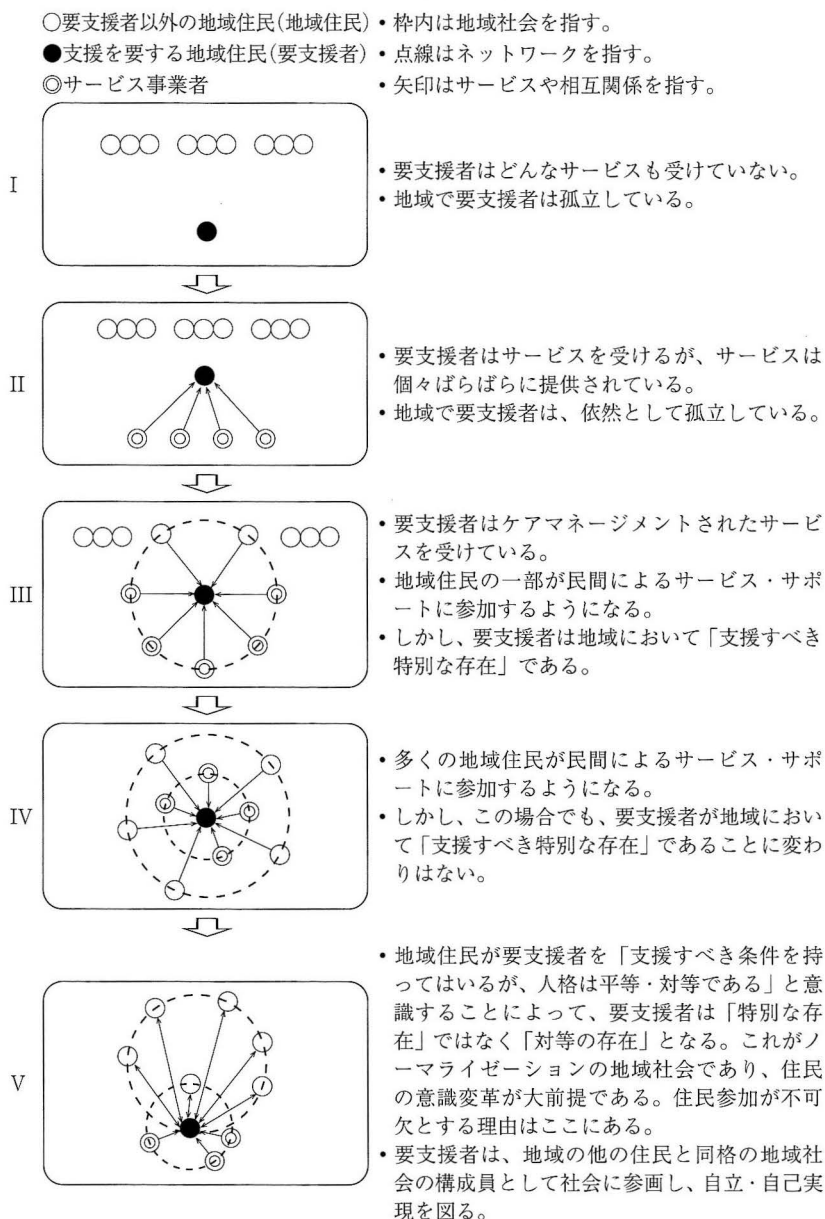 ○要支援者以外の地域住民(地域住民)
●支援を要する地域住民(要支援者)
◎サービス事業者
・枠内は地域社会を指す。
・点線はネットワークを指す。
・矢印はサービスや相互関係を指す。
I
・要支援者はどんなサービスも受けていない。
・地域で要支援者は孤立している。
II
・要支援者はサービスを受けるが、サービスは
個々ばらばらに提供されている。
・地域で要支援者は、依然として孤立している。
III
・要支援者はケアマネージメントされたサービ
スを受けている。
・地域住民の一部が民間によるサービス・サポ
ートに参加するようになる。
・しかし、要支援者は地域において「支援すべき
特別な存在」である。
IV
・多くの地域住民が民間によるサービス・サポ
ートに参加するようになる。
・しかし、この場合でも、要支援者が地域におい
て「支援すべき特別な存在」であることに変わ
りはない。
V
・地域住民が要支援者を「支援すべき条件を持
ってはいるが、人格は平等・対等である」と意
識することによって、要支援者は「特別な存
在」ではなく「対等の存在」となる。これがノ
ーマライゼーションの地域社会であり、住民
の意識変革が大前提である。住民参加が不可
欠とする理由はここにある。
・要支援者は、地域の他の住民と同格の地域社
会の構成員として社会に参画し、自立・自己実
現を図る。